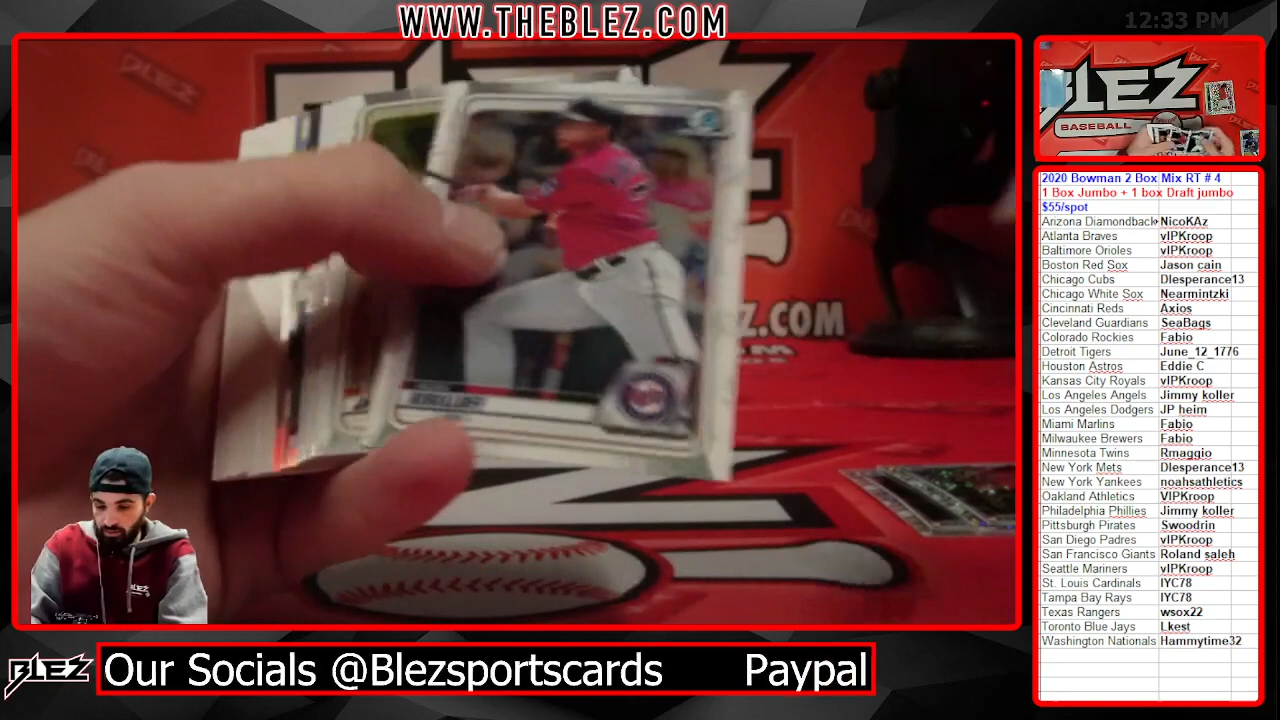 WWW.THEBLEZ.COM
12:33 PM
BLEZ
BASEBALL
Z.COM
2020 Bowman 2 Box Mix RT # 4
1 Box Jumbo + 1 box Draft jumbo
$55/spot
Arizona Diamondback NicoKAz
Atlanta Braves vIPKroop
Baltimore Orioles vIPKroop
Boston Red Sox Jason cain
Chicago Cubs Dlesperance13
Chicago White Sox Nearmintzki
Cincinnati Reds Axios
Cleveland Guardians SeaBags
Colorado Rockies Fabio
Detroit Tigers June_12_1776
Houston Astros Eddie C
Kansas City Royals vIPKroop
Los Angeles Angels Jimmy koller
Los Angeles Dodgers JP heim
Miami Marlins Fabio
Milwaukee Brewers Fabio
Minnesota Twins Rmaggio
New York Mets Dlesperance13
New York Yankees noahsathletics
Oakland Athletics VIPKroop
Philadelphia Phillies Jimmy koller
Pittsburgh Pirates Swoodrin
San Diego Padres vIPKroop
San Francisco Giants Roland saleh
Seattle Mariners vIPKroop
St. Louis Cardinals IYC78
Tampa Bay Rays IYC78
Texas Rangers wsox22
Toronto Blue Jays Lkest
Washington Nationals Hammytime32
BLEZ
Our Socials @Blezsportscards Paypal